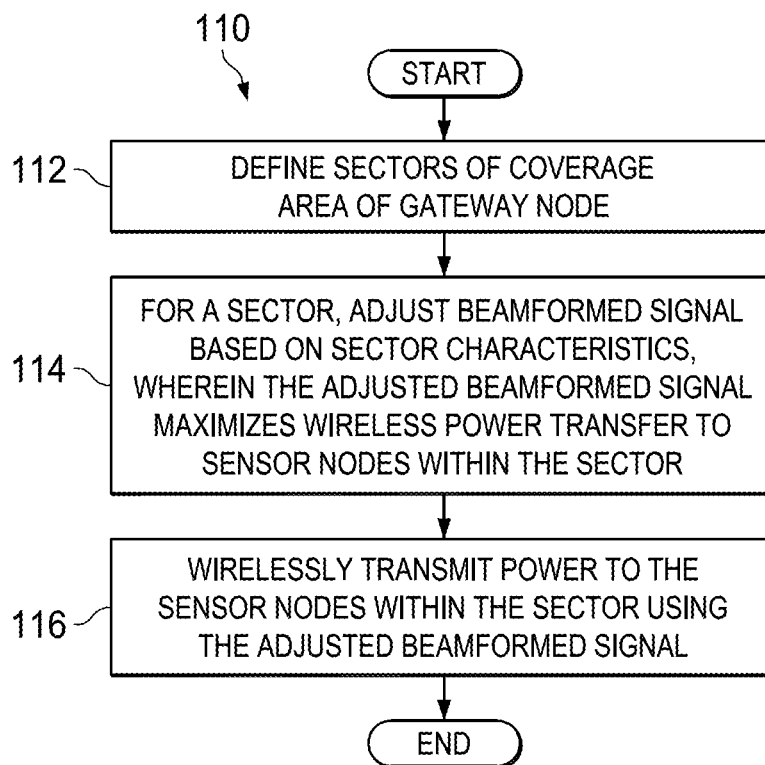 110
START
112
DEFINE SECTORS OF COVERAGE
AREA OF GATEWAY NODE
114
FOR A SECTOR, ADJUST BEAMFORMED SIGNAL
BASED ON SECTOR CHARACTERISTICS,
WHEREIN THE ADJUSTED BEAMFORMED SIGNAL
MAXIMIZES WIRELESS POWER TRANSFER TO
SENSOR NODES WITHIN THE SECTOR
116
WIRELESSLY TRANSMIT POWER TO THE
SENSOR NODES WITHIN THE SECTOR USING
THE ADJUSTED BEAMFORMED SIGNAL
END